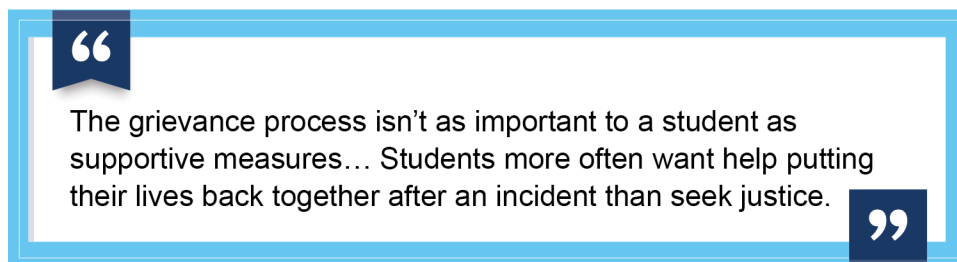 “
The grievance process isn’t as important to a student as
supportive measures… Students more often want help putting
their lives back together after an incident than seek justice.
”